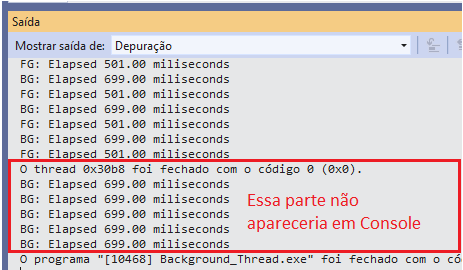 Saída
Mostrar saída de: Depuração
FG: Elapsed 501.00 miliseconds
BG: Elapsed 699.00 miliseconds
FG: Elapsed 501.00 miliseconds
BG: Elapsed 699.00 miliseconds
FG: Elapsed 501.00 miliseconds
BG: Elapsed 699.00 miliseconds
FG: Elapsed 501.00 miliseconds
O thread 0x30b8 foi fechado com o código 0 (0x0).
BG: Elapsed 699.00 miliseconds
BG: Elapsed 699.00 miliseconds
BG: Elapsed 699.00 miliseconds
BG: Elapsed 699.00 miliseconds
BG: Elapsed 699.00 miliseconds
Essa parte não
apareceria em Console
O programa "[10468] Background_Thread.exe" foi fechado com o có